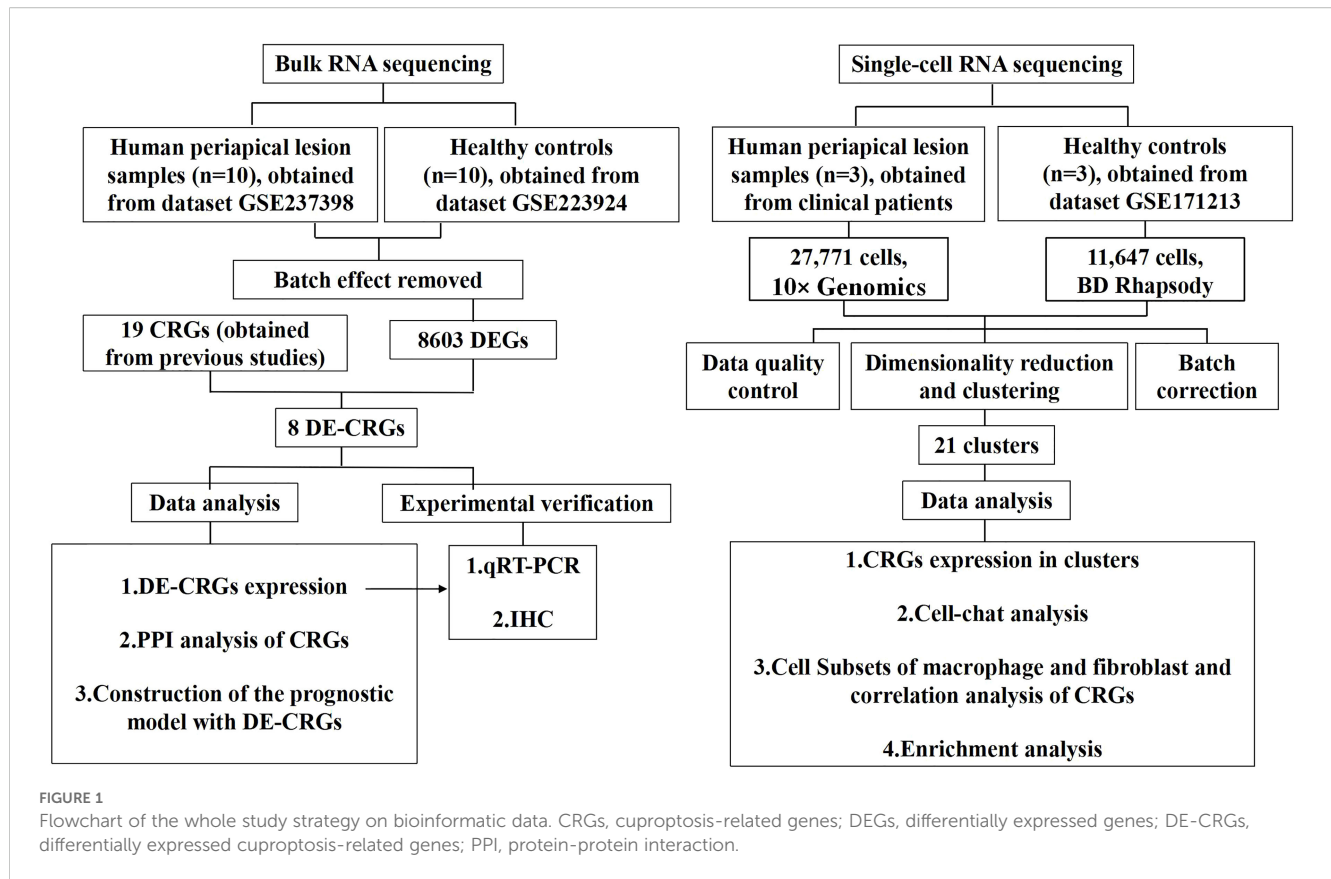 Bulk RNA sequencing
Human periapical lesion
samples (n=10), obtained
from dataset GSE237398
Healthy controls
(n=10), obtained from
dataset GSE223924
Batch effect removed
19 CRGs (obtained
from previous studies)
8603 DEGs
8 DE-CRGs
Data analysis
Experimental verification
1.DE-CRGs expression
2.PPI analysis of CRGs
3.Construction of the prognostic
model with DE-CRGs
1.qRT-PCR
2.IHC
Single-cell RNA sequencing
Human periapical lesion
samples (n=3), obtained
from clinical patients
Healthy controls
(n=3), obtained from
dataset GSE171213
27,771 cells,
10× Genomics
11,647 cells,
BD Rhapsody
Data quality
control
Dimensionality reduction
and clustering
Batch
correction
21 clusters
Data analysis
1.CRGs expression in clusters
2.Cell-chat analysis
3.Cell Subsets of macrophage and fibroblast and
correlation analysis of CRGs
4.Enrichment analysis
FIGURE 1
Flowchart of the whole study strategy on bioinformatic data. CRGs, cuproptosis-related genes; DEGs, differentially expressed genes; DE-CRGs,
differentially expressed cuproptosis-related genes; PPI, protein-protein interaction.